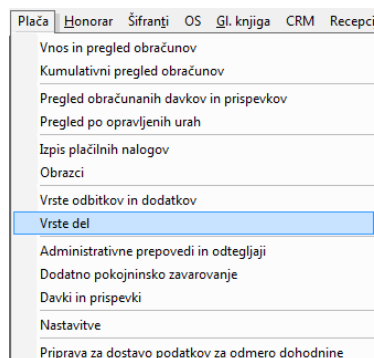 Plača Honorar Šifranti OS Gl. knjiga CRM Recepci
Vnos in pregled obračunov
Kumulativni pregled obračunov
Pregled obračunanih davkov in prispevkov
Pregled po opravljenih urah
Izpis plačilnih nalogov
Obrazci
Vrste odbitkov in dodatkov
Vrste del
Administrativne prepovedi in odtegljaji
Dodatno pokojninsko zavarovanje
Davki in prispevki
Nastavitve
Priprava za dostavo podatkov za odmero dohodnine